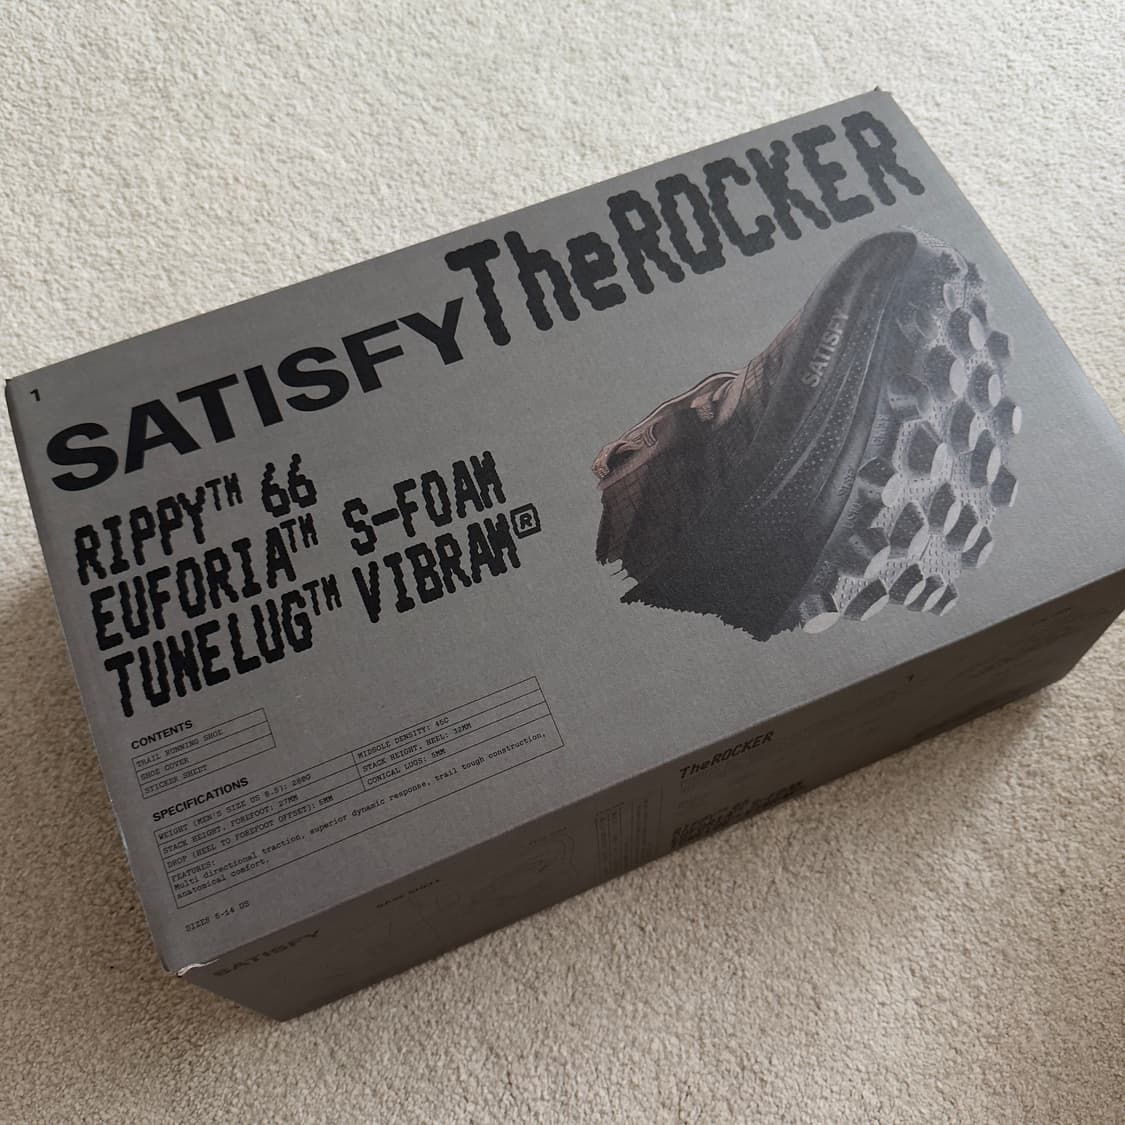 1
SATISFY TheROCKER
RIPPY™ 66
EUFORIA™ S-FOAM
TUNELUG™ VIBRAM®
SATISFY
CONTENTS
TRAIL RUNNING SHOE
SHOE COVER
STICKER SHEET
SPECIFICATIONS
WEIGHT (MEN'S SIZE US 8.5): 280G MIDSOLE DENSITY: 45C
STACK HEIGHT, FOREFOOT: 27MM STACK HEIGHT, HEEL: 32MM
DROP (HEEL TO FOREFOOT OFFSET): 5MM CONICAL LUGS: 5MM
FEATURES:
Multi directional traction, superior dynamic response, trail tough construction,
anatomical comfort.
SIZES 5-14 US
1
TheROCKER
SATISFY